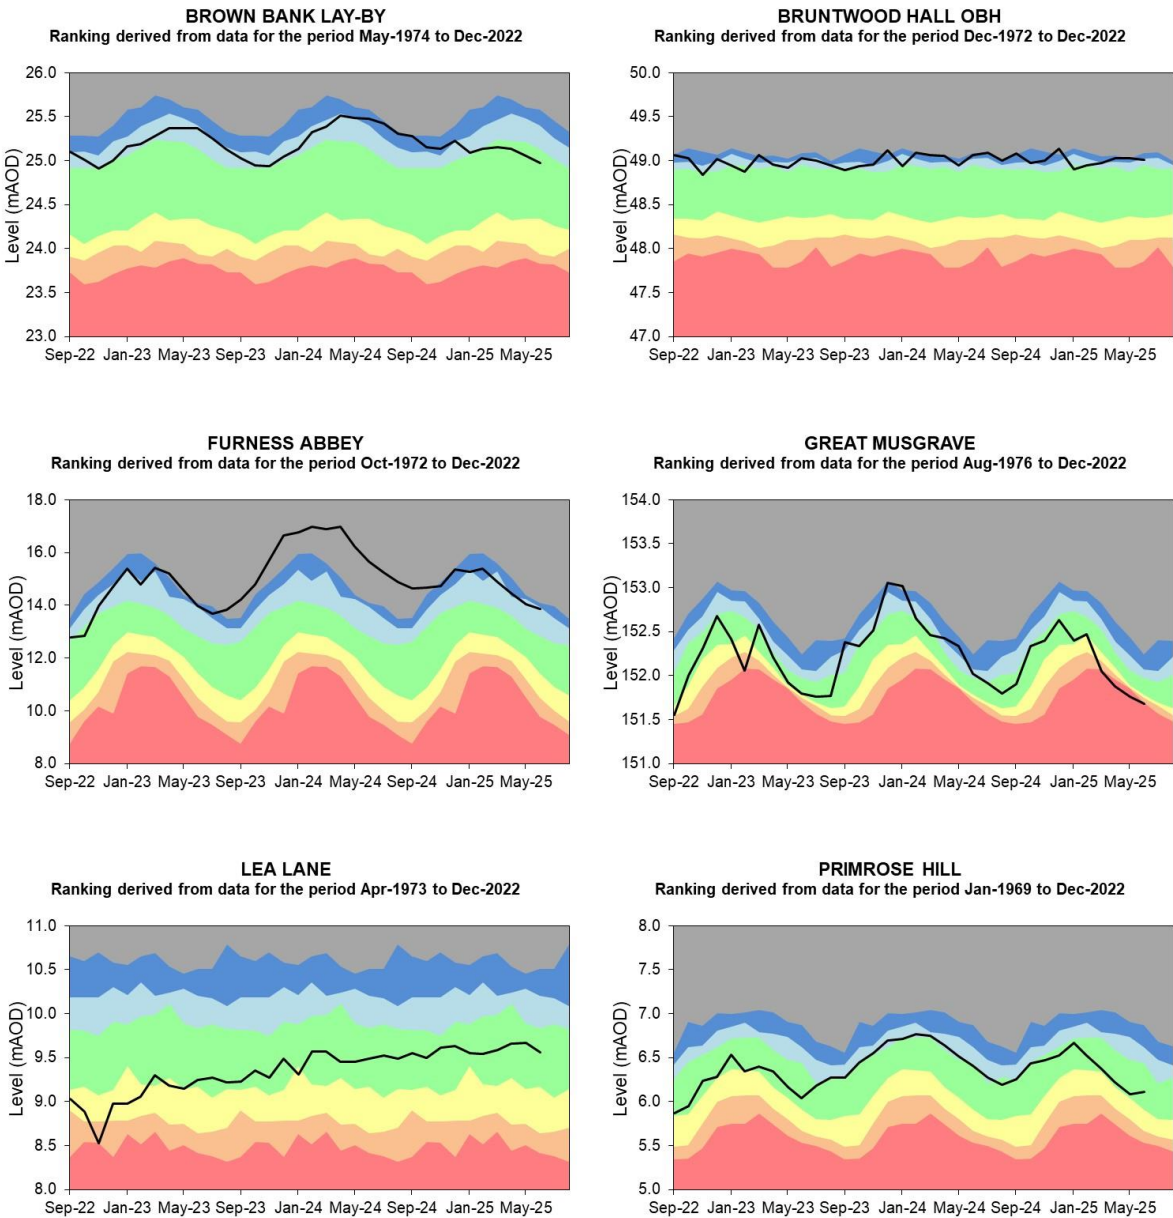 BROWN BANK LAY-BY
Ranking derived from data for the period May-1974 to Dec-2022
Level (mAOD)
26.0
25.5
25.0
24.5
24.0
23.5
23.0
Sep-22 Jan-23 May-23 Sep-23 Jan-24 May-24 Sep-24 Jan-25 May-25
BRUNTWOOD HALL OBH
Ranking derived from data for the period Dec-1972 to Dec-2022
Level (mAOD)
50.0
49.5
49.0
48.5
48.0
47.5
47.0
Sep-22 Jan-23 May-23 Sep-23 Jan-24 May-24 Sep-24 Jan-25 May-25
FURNESS ABBEY
Ranking derived from data for the period Oct-1972 to Dec-2022
Level (mAOD)
18.0
16.0
14.0
12.0
10.0
8.0
Sep-22 Jan-23 May-23 Sep-23 Jan-24 May-24 Sep-24 Jan-25 May-25
GREAT MUSGRAVE
Ranking derived from data for the period Aug-1976 to Dec-2022
Level (mAOD)
154.0
153.5
153.0
152.5
152.0
151.5
151.0
Sep-22 Jan-23 May-23 Sep-23 Jan-24 May-24 Sep-24 Jan-25 May-25
LEA LANE
Ranking derived from data for the period Apr-1973 to Dec-2022
Level (mAOD)
11.0
10.5
10.0
9.5
9.0
8.5
8.0
Sep-22 Jan-23 May-23 Sep-23 Jan-24 May-24 Sep-24 Jan-25 May-25
PRIMROSE HILL
Ranking derived from data for the period Jan-1969 to Dec-2022
Level (mAOD)
8.0
7.5
7.0
6.5
6.0
5.5
5.0
Sep-22 Jan-23 May-23 Sep-23 Jan-24 May-24 Sep-24 Jan-25 May-25